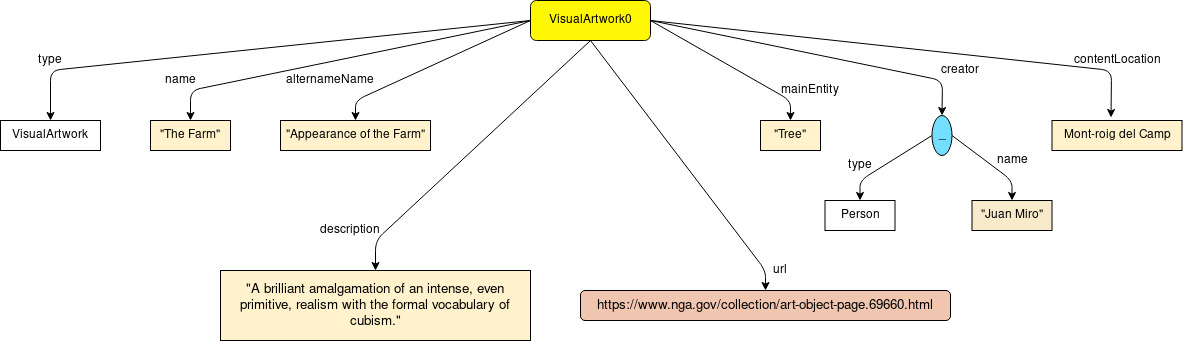 VisualArtwork0
type
name
alternameName
mainEntity
creator
contentLocation
VisualArtwork
"The Farm"
"Appearance of the Farm"
"Tree"
_
Mont-roig del Camp
type
name
Person
"Juan Miro"
description
url
"A brilliant amalgamation of an intense, even
primitive, realism with the formal vocabulary of
cubism."
https://www.nga.gov/collection/art-object-page.69660.html